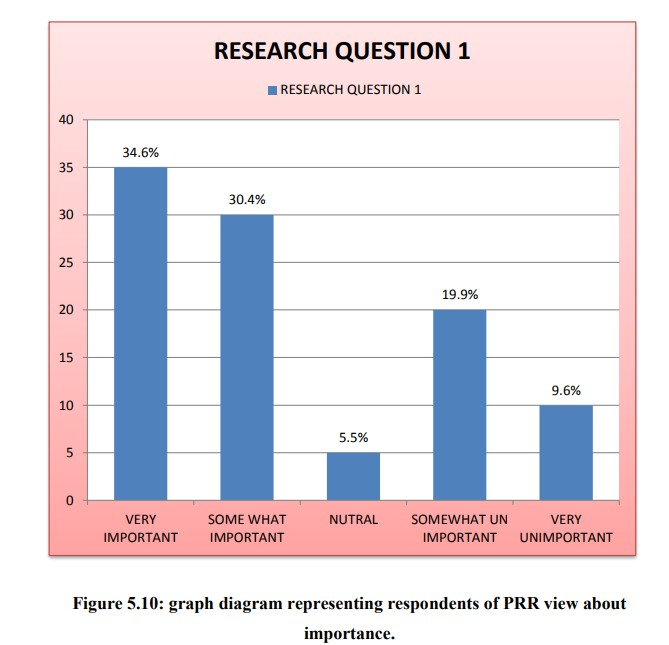 RESEARCH QUESTION 1
RESEARCH QUESTION 1
40
35
30
25
20
15
10
5
0
34.6%
30.4%
5.5%
19.9%
9.6%
VERY
IMPORTANT
SOME WHAT
IMPORTANT
NUTRAL
SOMEWHAT UN
IMPORTANT
VERY
UNIMPORTANT
Figure 5.10: graph diagram representing respondents of PRR view about
importance.